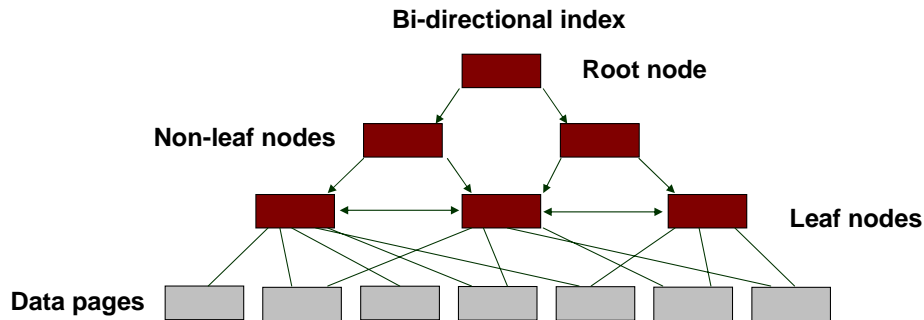 Bi-directional index
Root node
Non-leaf nodes
Leaf nodes
Data pages